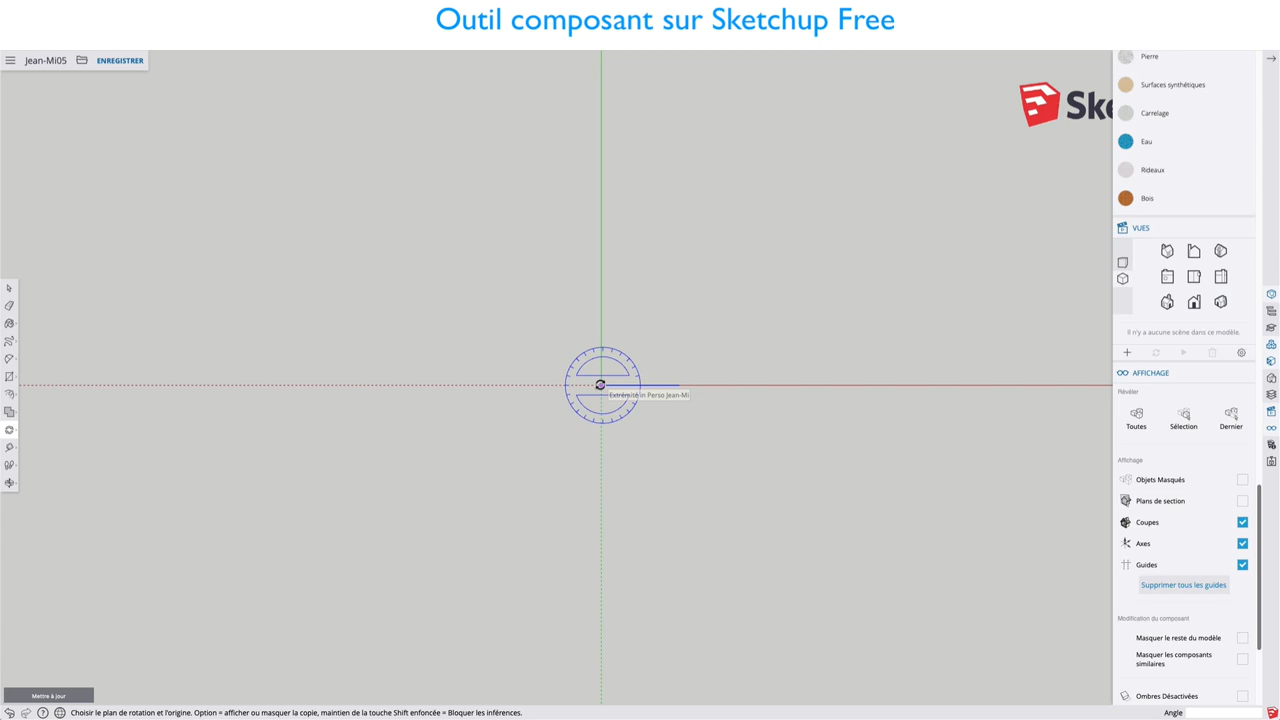 Outil composant sur Sketchup Free
Jean-Mi05
ENREGISTRER
Pierre
Surfaces synthétiques
Carrelage
Eau
Rideaux
Bois
VUES
Il n'y a aucune scène dans ce modèle.
AFFICHAGE
Révéler
Toutes
Sélection
Dernier
Affichage
Objets Masqués
Plans de section
Coupes
Axes
Guides
Supprimer tous les guides
Modification du composant
Masquer le reste du modèle
Masquer les composants
similaires
Ombres Désactivées
Ske
Extrémité in Perso Jean-Mi
Mettre à jour
Choisir le plan de rotation et l'origine. Option = afficher ou masquer la copie, maintien de la touche Shift enfoncée = Bloquer les inférences.
Angle